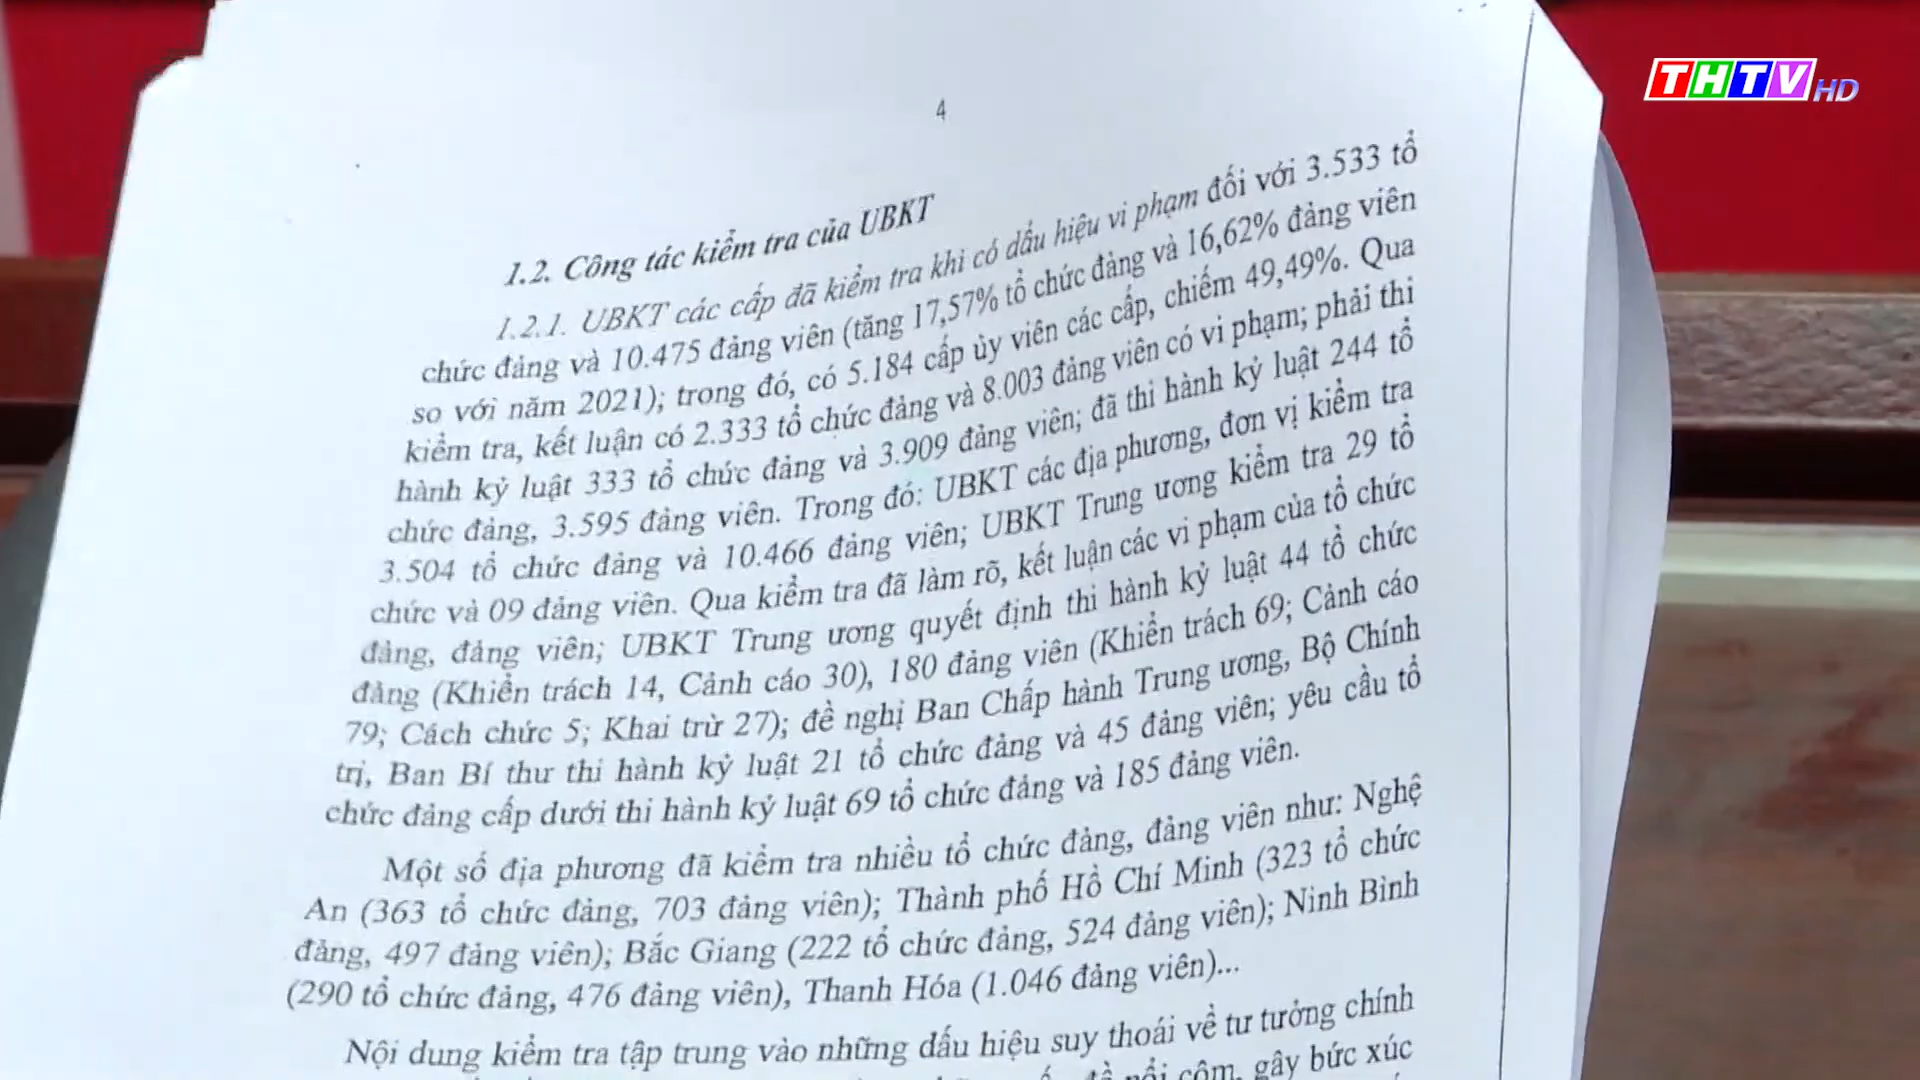 THTV HD
4
1.2. Công tác kiểm tra của UBKT
1.2.1. UBKT các cấp đã kiểm tra khi có dấu hiệu vi phạm đối với 3.533 tổ
chức đảng và 10.475 đảng viên (tăng 17,57% tổ chức đảng và 16,62% đảng viên
so với năm 2021); trong đó, có 5.184 cấp ủy viên các cấp, chiếm 49,49%. Qua
kiểm tra, kết luận có 2.333 tổ chức đảng và 8.003 đảng viên có vi phạm; phải thi
hành kỷ luật 333 tổ chức đảng và 3.909 đảng viên; đã thi hành kỷ luật 244 tổ
chức đảng, 3.595 đảng viên. Trong đó: UBKT các địa phương, đơn vị kiểm tra
3.504 tổ chức đảng và 10.466 đảng viên; UBKT Trung ương kiểm tra 29 tổ
chức và 09 đảng viên. Qua kiểm tra đã làm rõ, kết luận các vi phạm của tổ chức
đảng, đảng viên; UBKT Trung ương quyết định thi hành kỷ luật 44 tổ chức
đảng (Khiển trách 14, Cảnh cáo 30), 180 đảng viên (Khiển trách 69; Cảnh cáo
79; Cách chức 5; Khai trừ 27); đề nghị Ban Chấp hành Trung ương, Bộ Chính
trị, Ban Bí thư thi hành kỷ luật 21 tổ chức đảng và 45 đảng viên; yêu cầu tổ
chức đảng cấp dưới thi hành kỷ luật 69 tổ chức đảng và 185 đảng viên.
Một số địa phương đã kiểm tra nhiều tổ chức đảng, đảng viên như: Nghệ
An (363 tổ chức đảng, 703 đảng viên); Thành phố Hồ Chí Minh (323 tổ chức
đảng, 497 đảng viên); Bắc Giang (222 tổ chức đảng, 524 đảng viên); Ninh Bình
(290 tổ chức đảng, 476 đảng viên), Thanh Hóa (1.046 đảng viên)...
Nội dung kiểm tra tập trung vào những dấu hiệu suy thoái về tư tưởng chính
nổi cộm, gây bức xúc